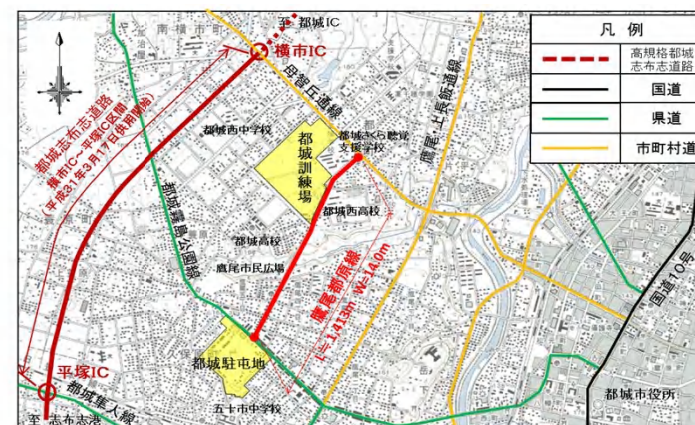 至 都城IC
横市IC
南横市町
母智丘通線
鷹尾・上長飯通線
都城志布志道路
横市IC~平塚IC区間
(平成31年3月17日供用開始)
都城西中学校
都城さくら聴覚
支援学校
都城訓練場
都城西高校
都城霧島公園線
都城高校
鷹尾市民広場
鷹尾都原線
L=1,413m W=14.0m
国道10号
都城駐屯地
平塚IC
都城隼人線
五十市中学校
都城市役所
至 志布志港
凡 例
高規格都城
志布志道路
国道
県道
市町村道